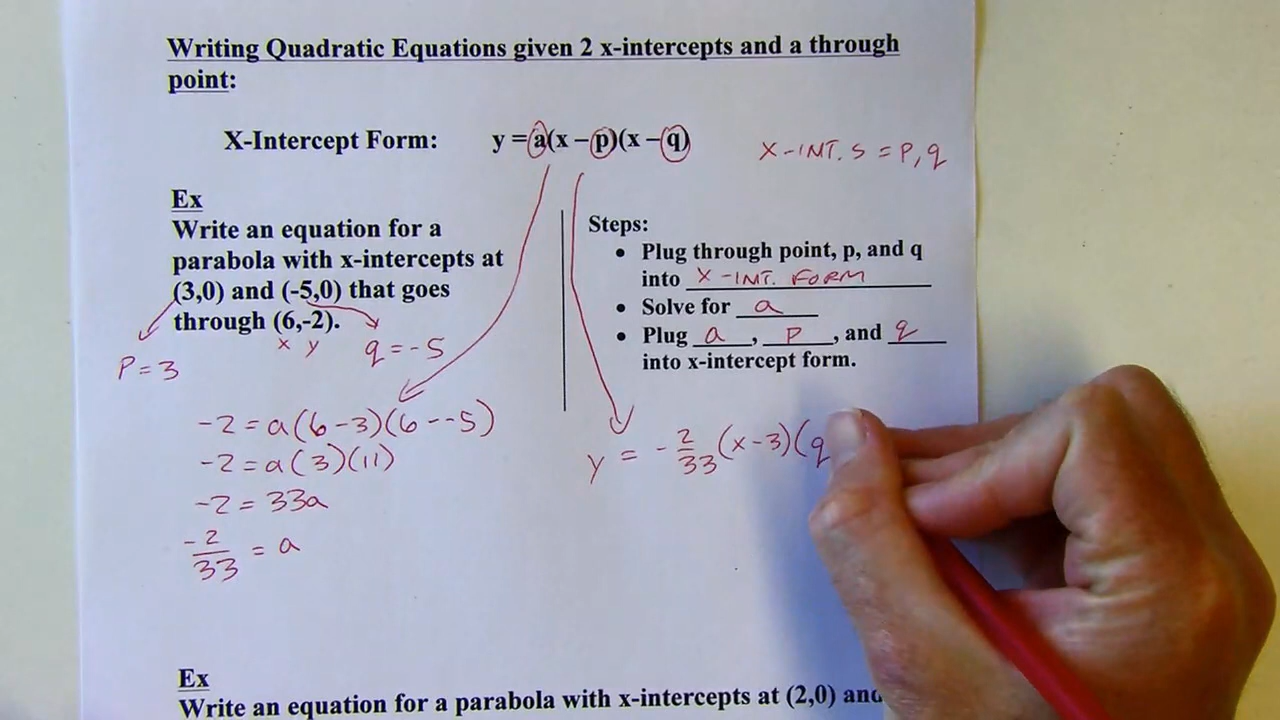 Writing Quadratic Equations given 2 x-intercepts and a through
point:
X-Intercept Form: y = a(x – p)(x – q)
X-INT.S = P, q
Ex
Write an equation for a
parabola with x-intercepts at
(3,0) and (-5,0) that goes
through (6,-2).
x y
P = 3
q = -5
-2 = a(6-3)(6--5)
-2 = a(3)(11)
-2 = 33a
-2/33 = a
Steps:
• Plug through point, p, and q
into X-INT. FORM
• Solve for a
• Plug a, p, and q
into x-intercept form.
y = -2/33(x-3)(q
Ex
Write an equation for a parabola with x-intercepts at (2,0) and